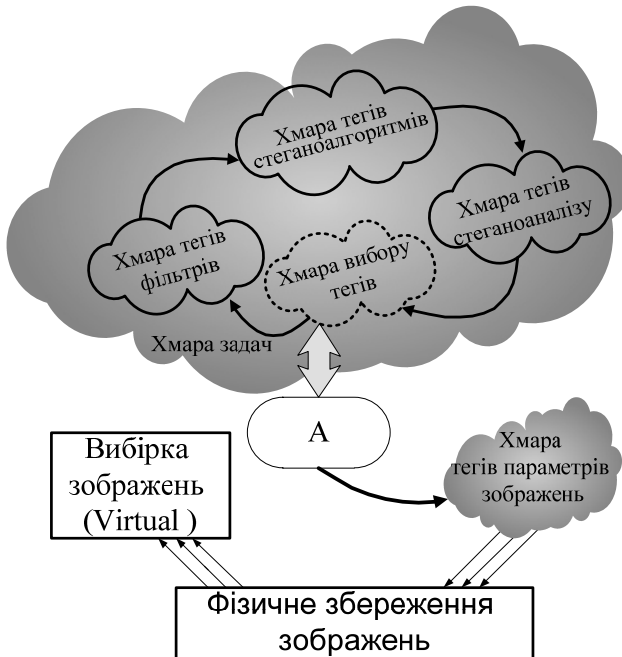 Хмара тегів
стеганоалгоритмів
Хмара тегів
стеганоаналізу
Хмара тегів
фільтрів
Хмара вибору
тегів
Хмара задач
А
Вибірка
зображень
(Virtual )
Хмара
тегів параметрів
зображень
Фізичне збереження
зображень